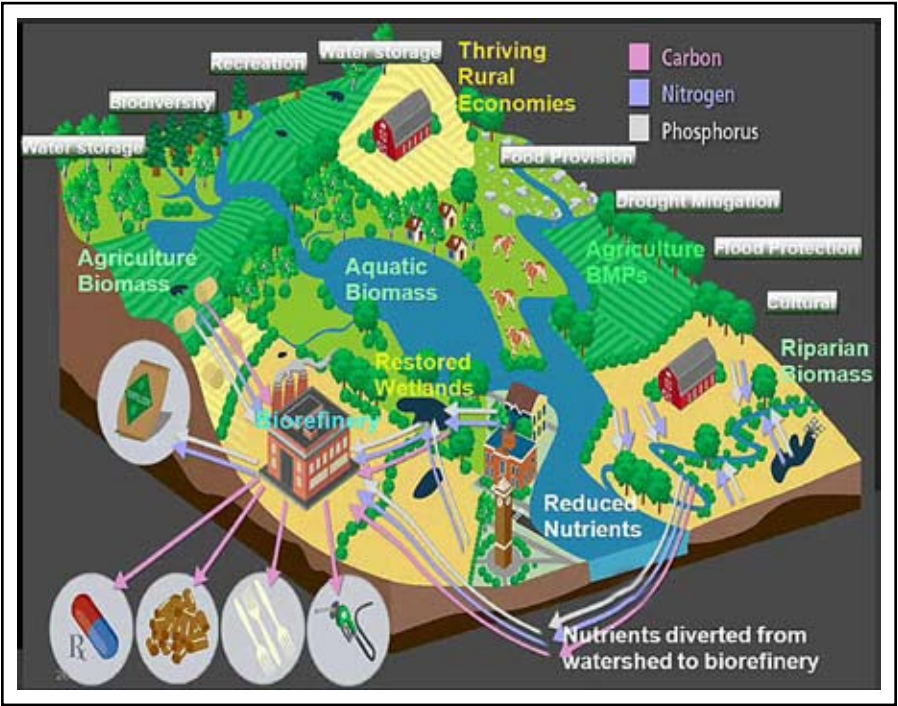 Water storage
Thriving
Rural
Economies
Carbon
Nitrogen
Phosphorus
Recreation
Biodiversity
Water storage
Food Provision
Drought Mitigation
Agriculture
Biomass
Aquatic
Biomass
Agriculture
BMPs
Flood Protection
Cultural
Riparian
Biomass
Restored
Wetlands
Biorefinery
Reduced
Nutrients
Nutrients diverted from
watershed to biorefinery
Rx